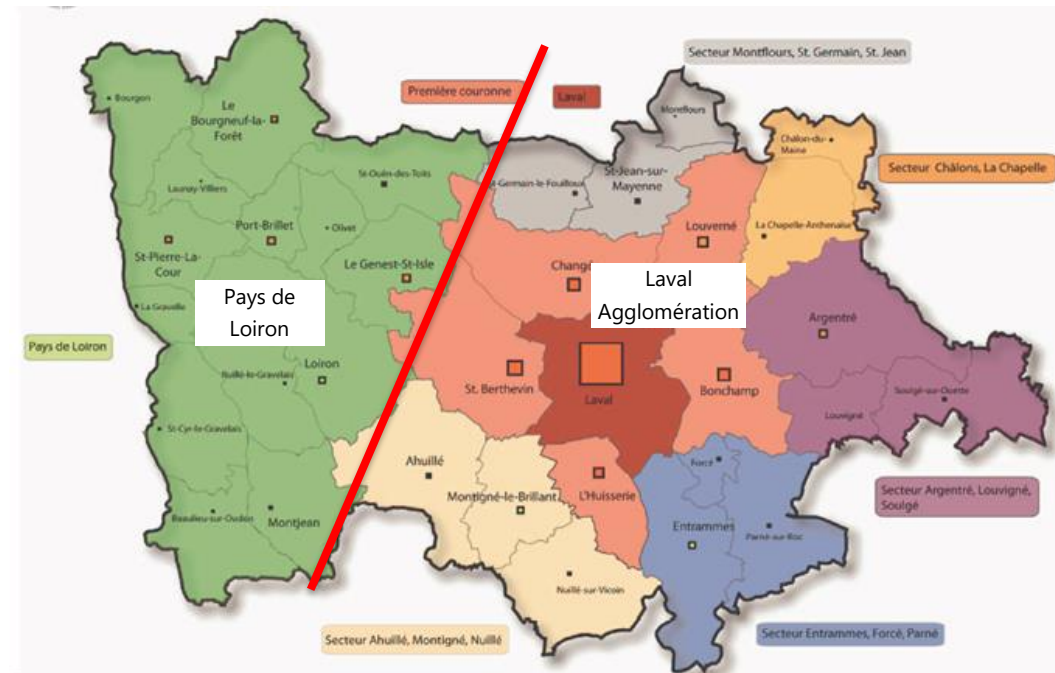 Secteur Montflours, St. Germain, St. Jean
Première couronne
Laval
Bourgon
Le
Bourgneuf-la-
Forêt
Montflours
Châlon-du-
Maine
Secteur Châlons, La Chapelle
St-Ouën-des-Toits
St-Germain-le-Fouilloux
St-Jean-sur-
Mayenne
Launay-Villiers
Port-Brillet
Olivet
Louverné
La Chapelle-Anthenaise
St-Pierre-La-
Cour
Le Genest-St-Isle
Changé
Laval
Agglomération
Pays de
Loiron
La Gravelle
Argentré
Pays de Loiron
Loiron
Nuillé-le-Gravelais
St. Berthevin
Laval
Bonchamp
Soulgé-sur-Ouette
Louvigné
St-Cyr-le-Gravelais
Ahuillé
Forcé
Montigné-le-Brillant
L'Huisserie
Secteur Argentré, Louvigné,
Soulgé
Beaulieu-sur-Oudon
Montjean
Entrammes
Parné-sur-Roc
Nuillé-sur-Vicoin
Secteur Ahuillé, Montigné, Nuillé
Secteur Entrammes, Forcé, Parné